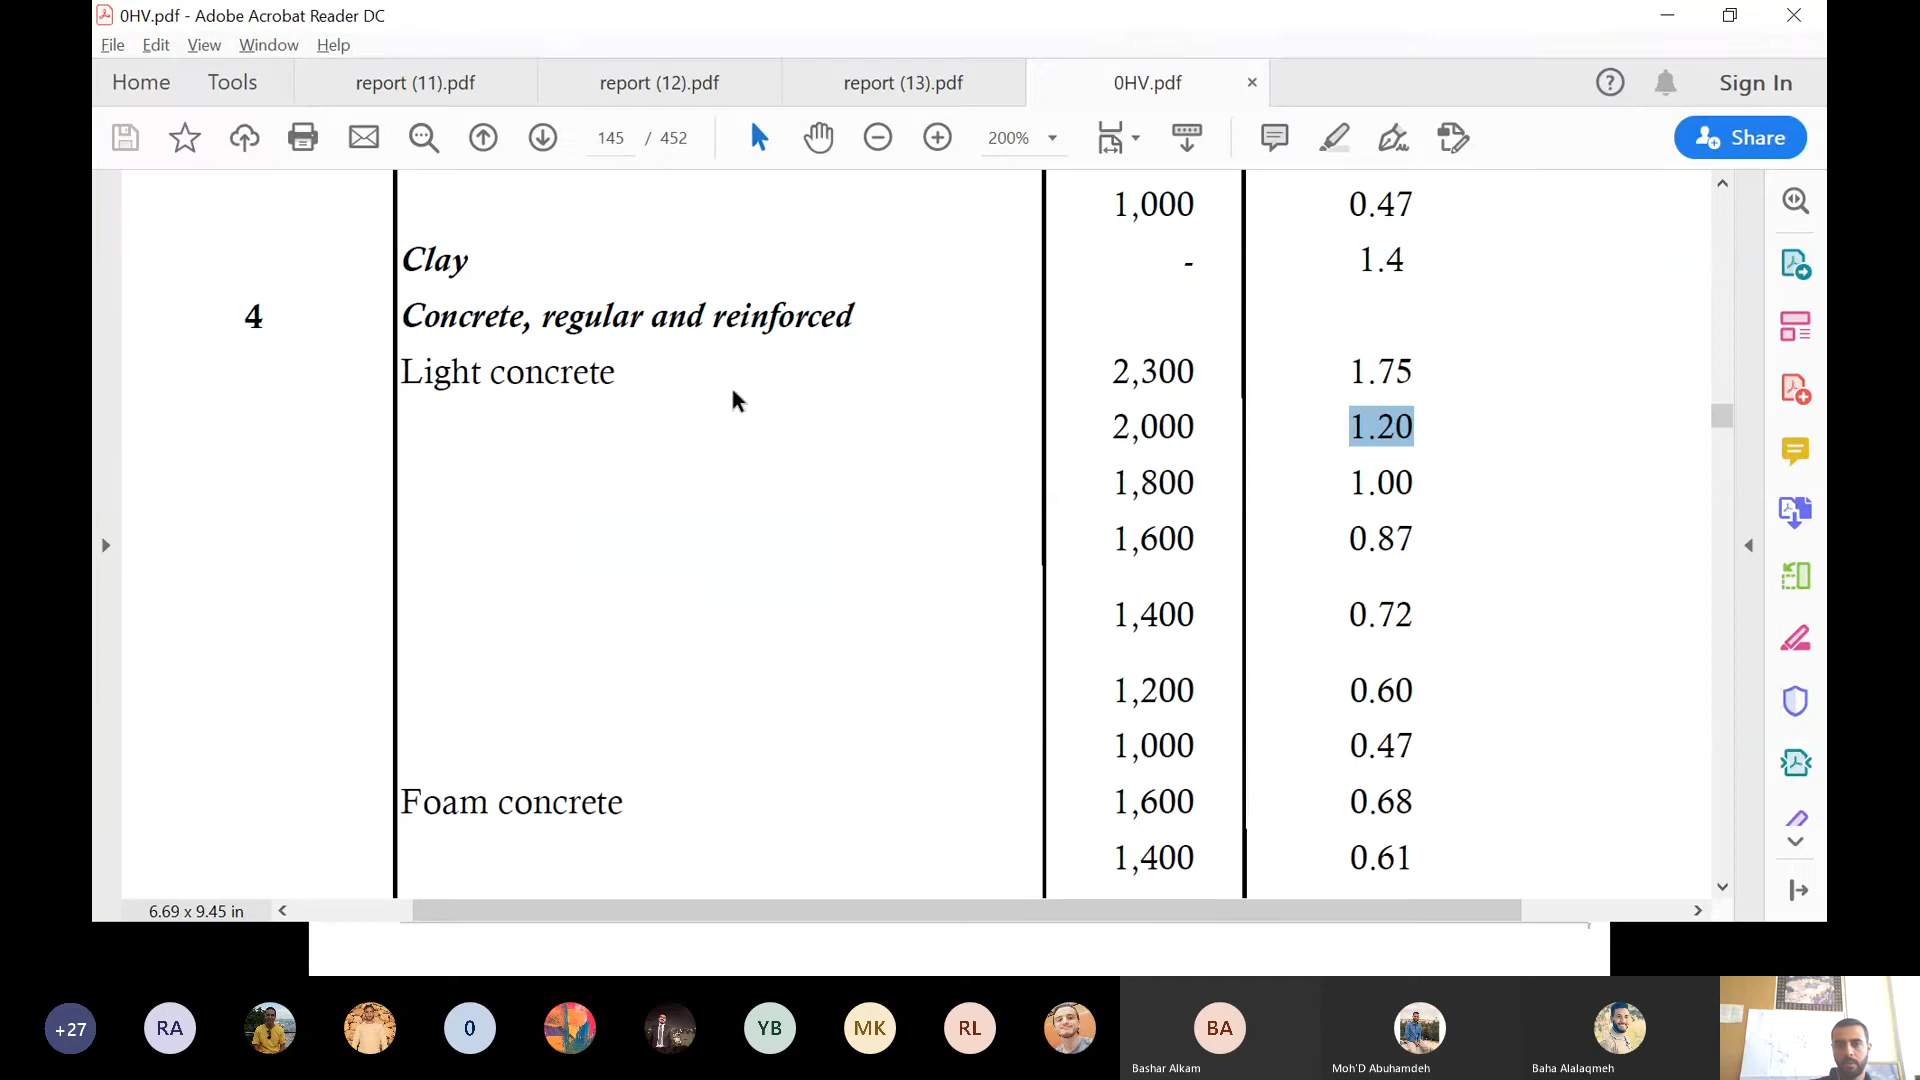 0HV.pdf - Adobe Acrobat Reader DC
File Edit View Window Help
Home Tools report (11).pdf report (12).pdf report (13).pdf 0HV.pdf × Sign In
145 / 452 200% Share
1,000 0.47
Clay - 1.4
4 Concrete, regular and reinforced
Light concrete 2,300 1.75
2,000 1.20
1,800 1.00
1,600 0.87
1,400 0.72
1,200 0.60
1,000 0.47
Foam concrete 1,600 0.68
1,400 0.61
6.69 x 9.45 in
+27 RA 0 YB MK RL BA
Bashar Alkam Moh'D Abuhamdeh Baha Alalaqmeh